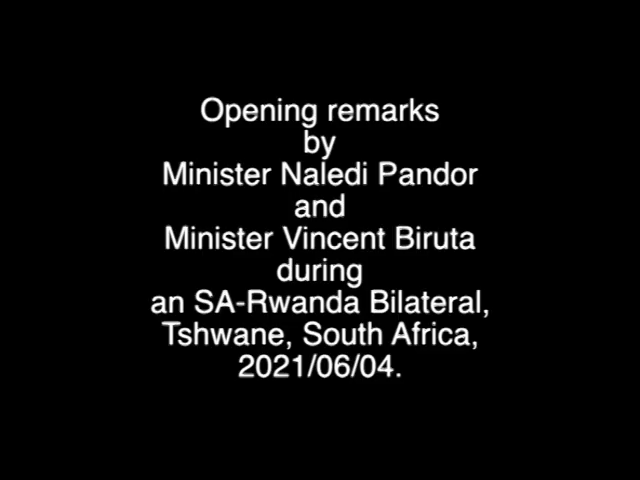 Opening remarks
by
Minister Naledi Pandor
and
Minister Vincent Biruta
during
an SA-Rwanda Bilateral,
Tshwane, South Africa,
2021/06/04.